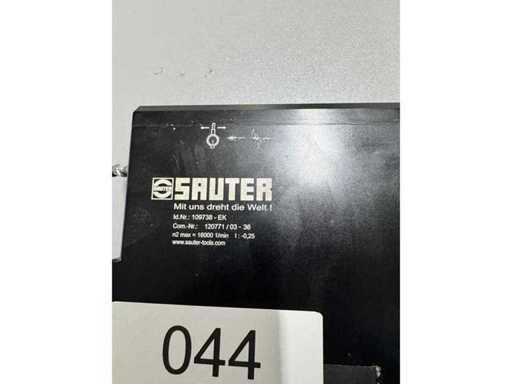 SAUTER
SAUTER
Mit uns dreht die Welt !
Id.Nr.: 109738 - EK
Com.-Nr.: 120771 / 03 - 36
n2 max = 16000 1/min i : -0,25
www.sauter-tools.com
044